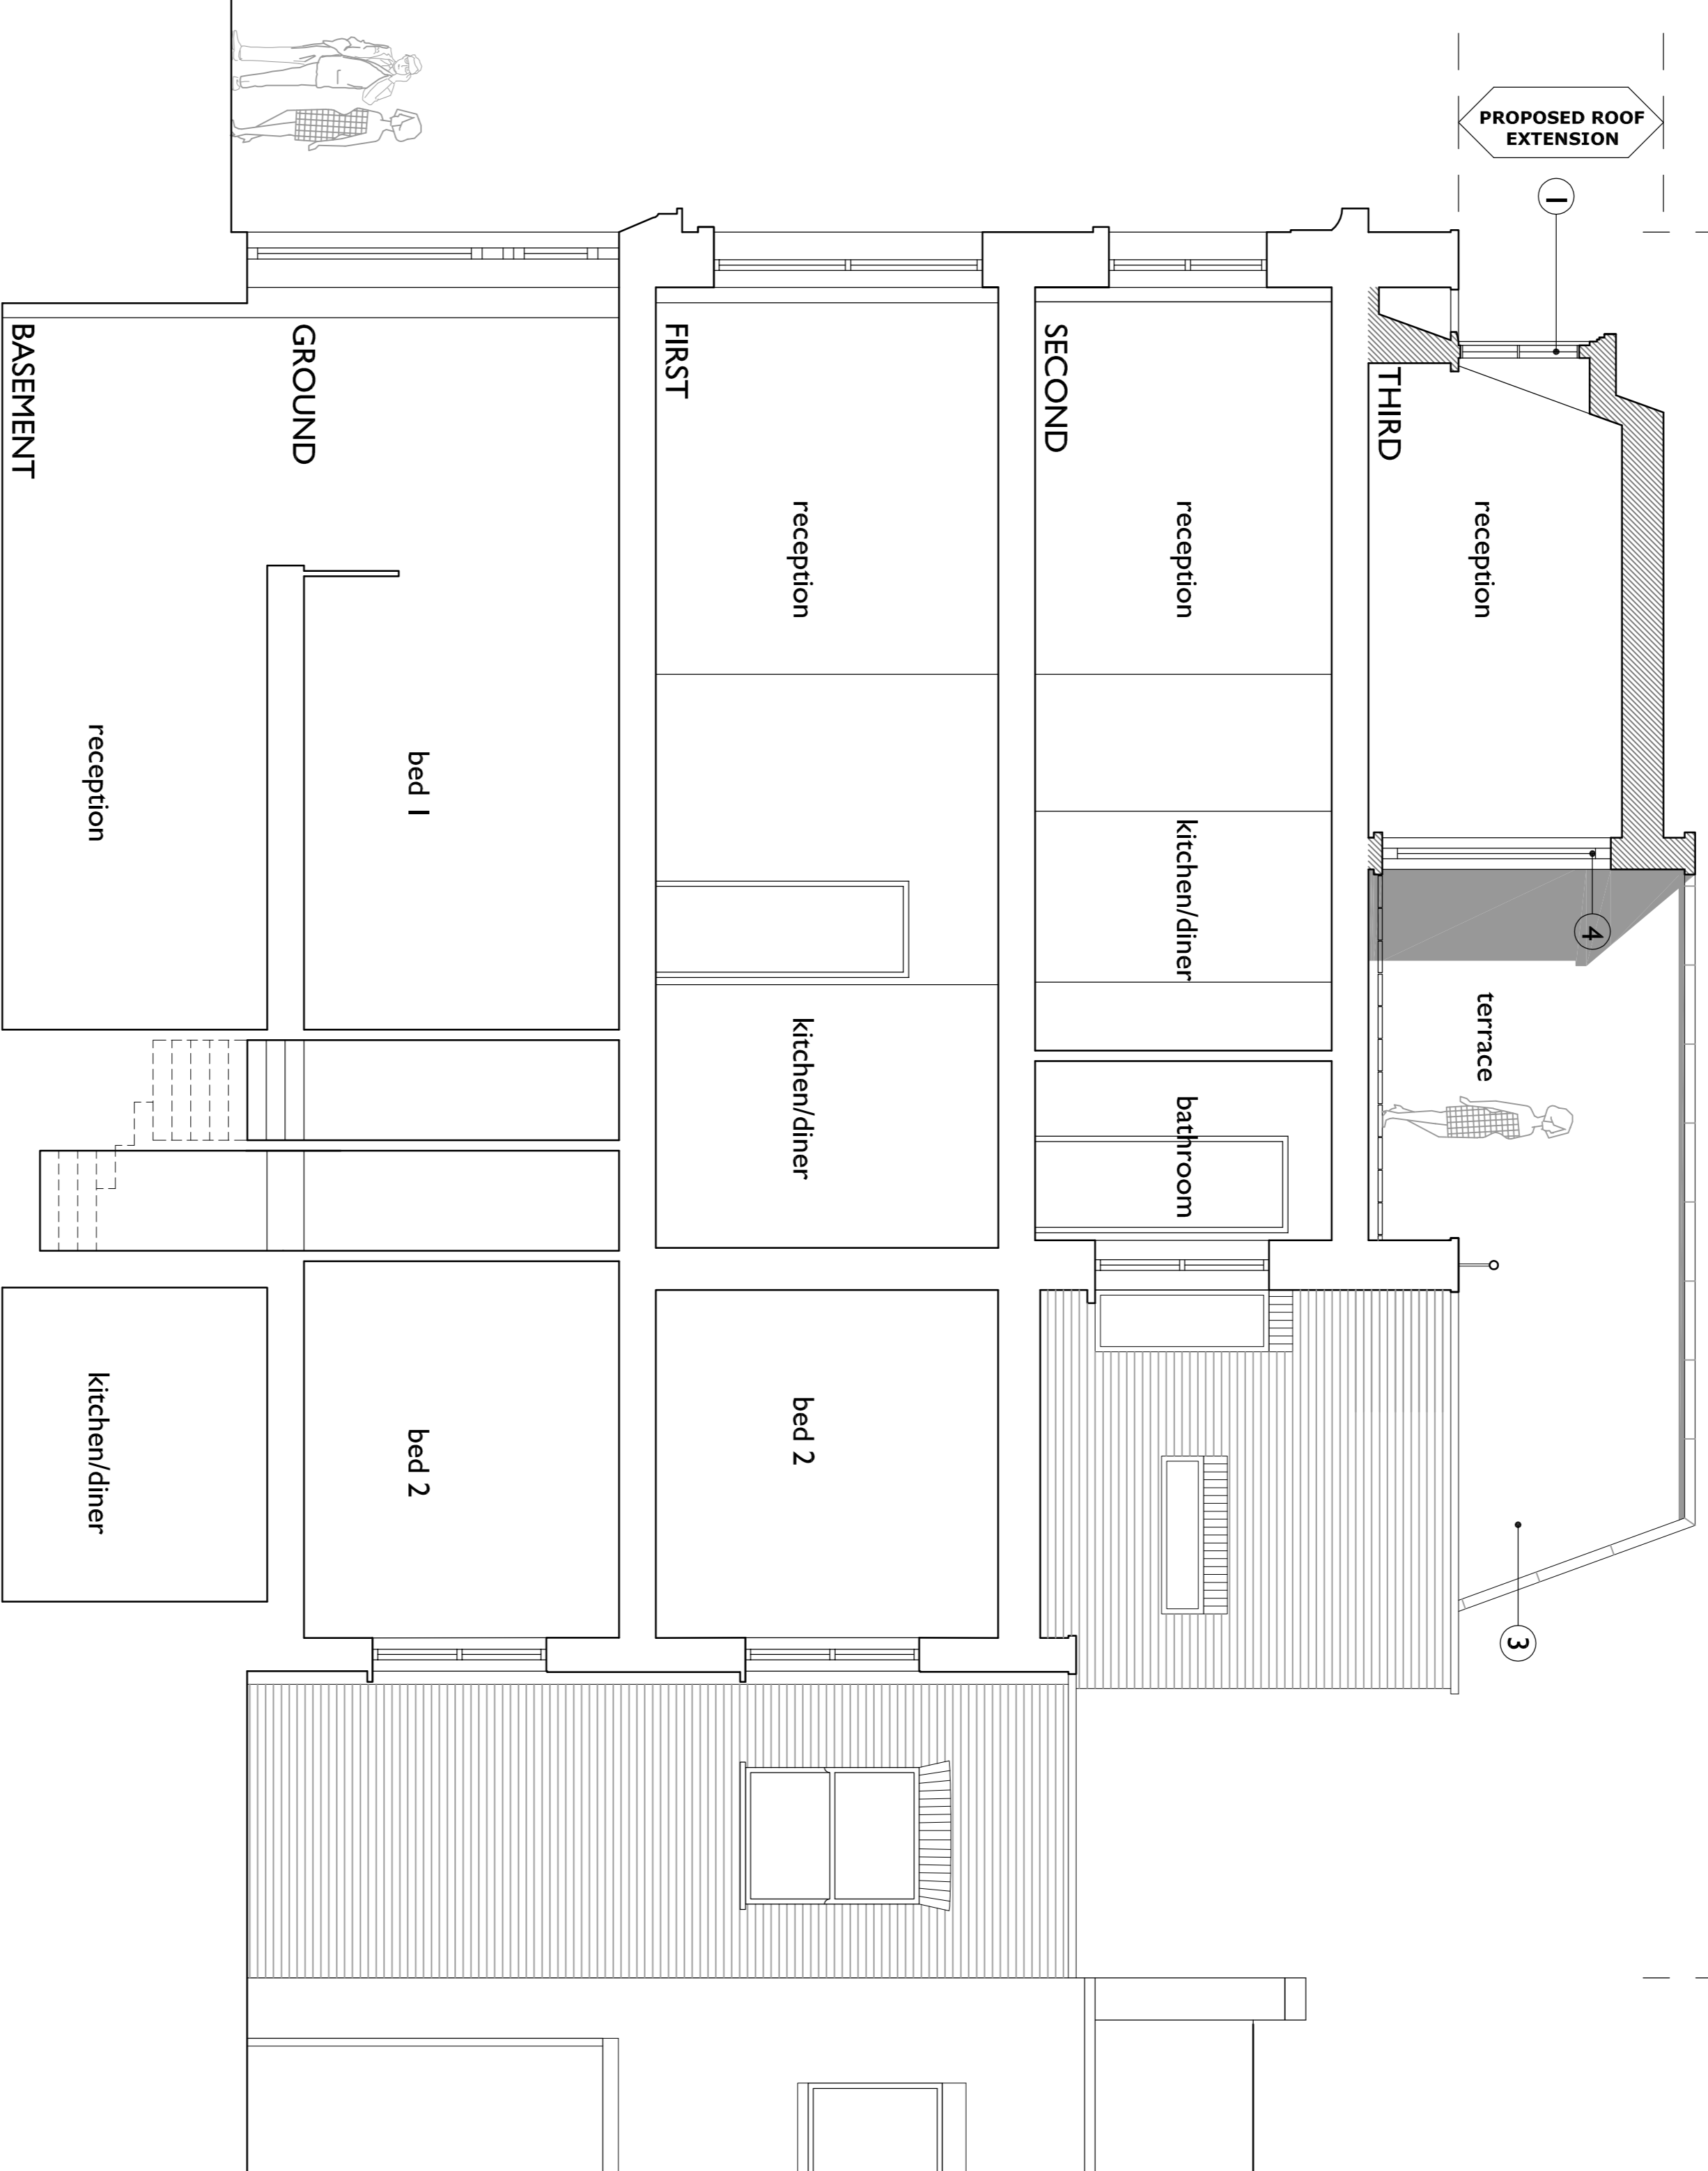 PROPOSED ROOF
EXTENSION
1
4
3
THIRD
reception
terrace
SECOND
reception
kitchen/diner
bathroom
FIRST
reception
kitchen/diner
bed 2
GROUND
bed 1
bed 2
BASEMENT
reception
kitchen/diner